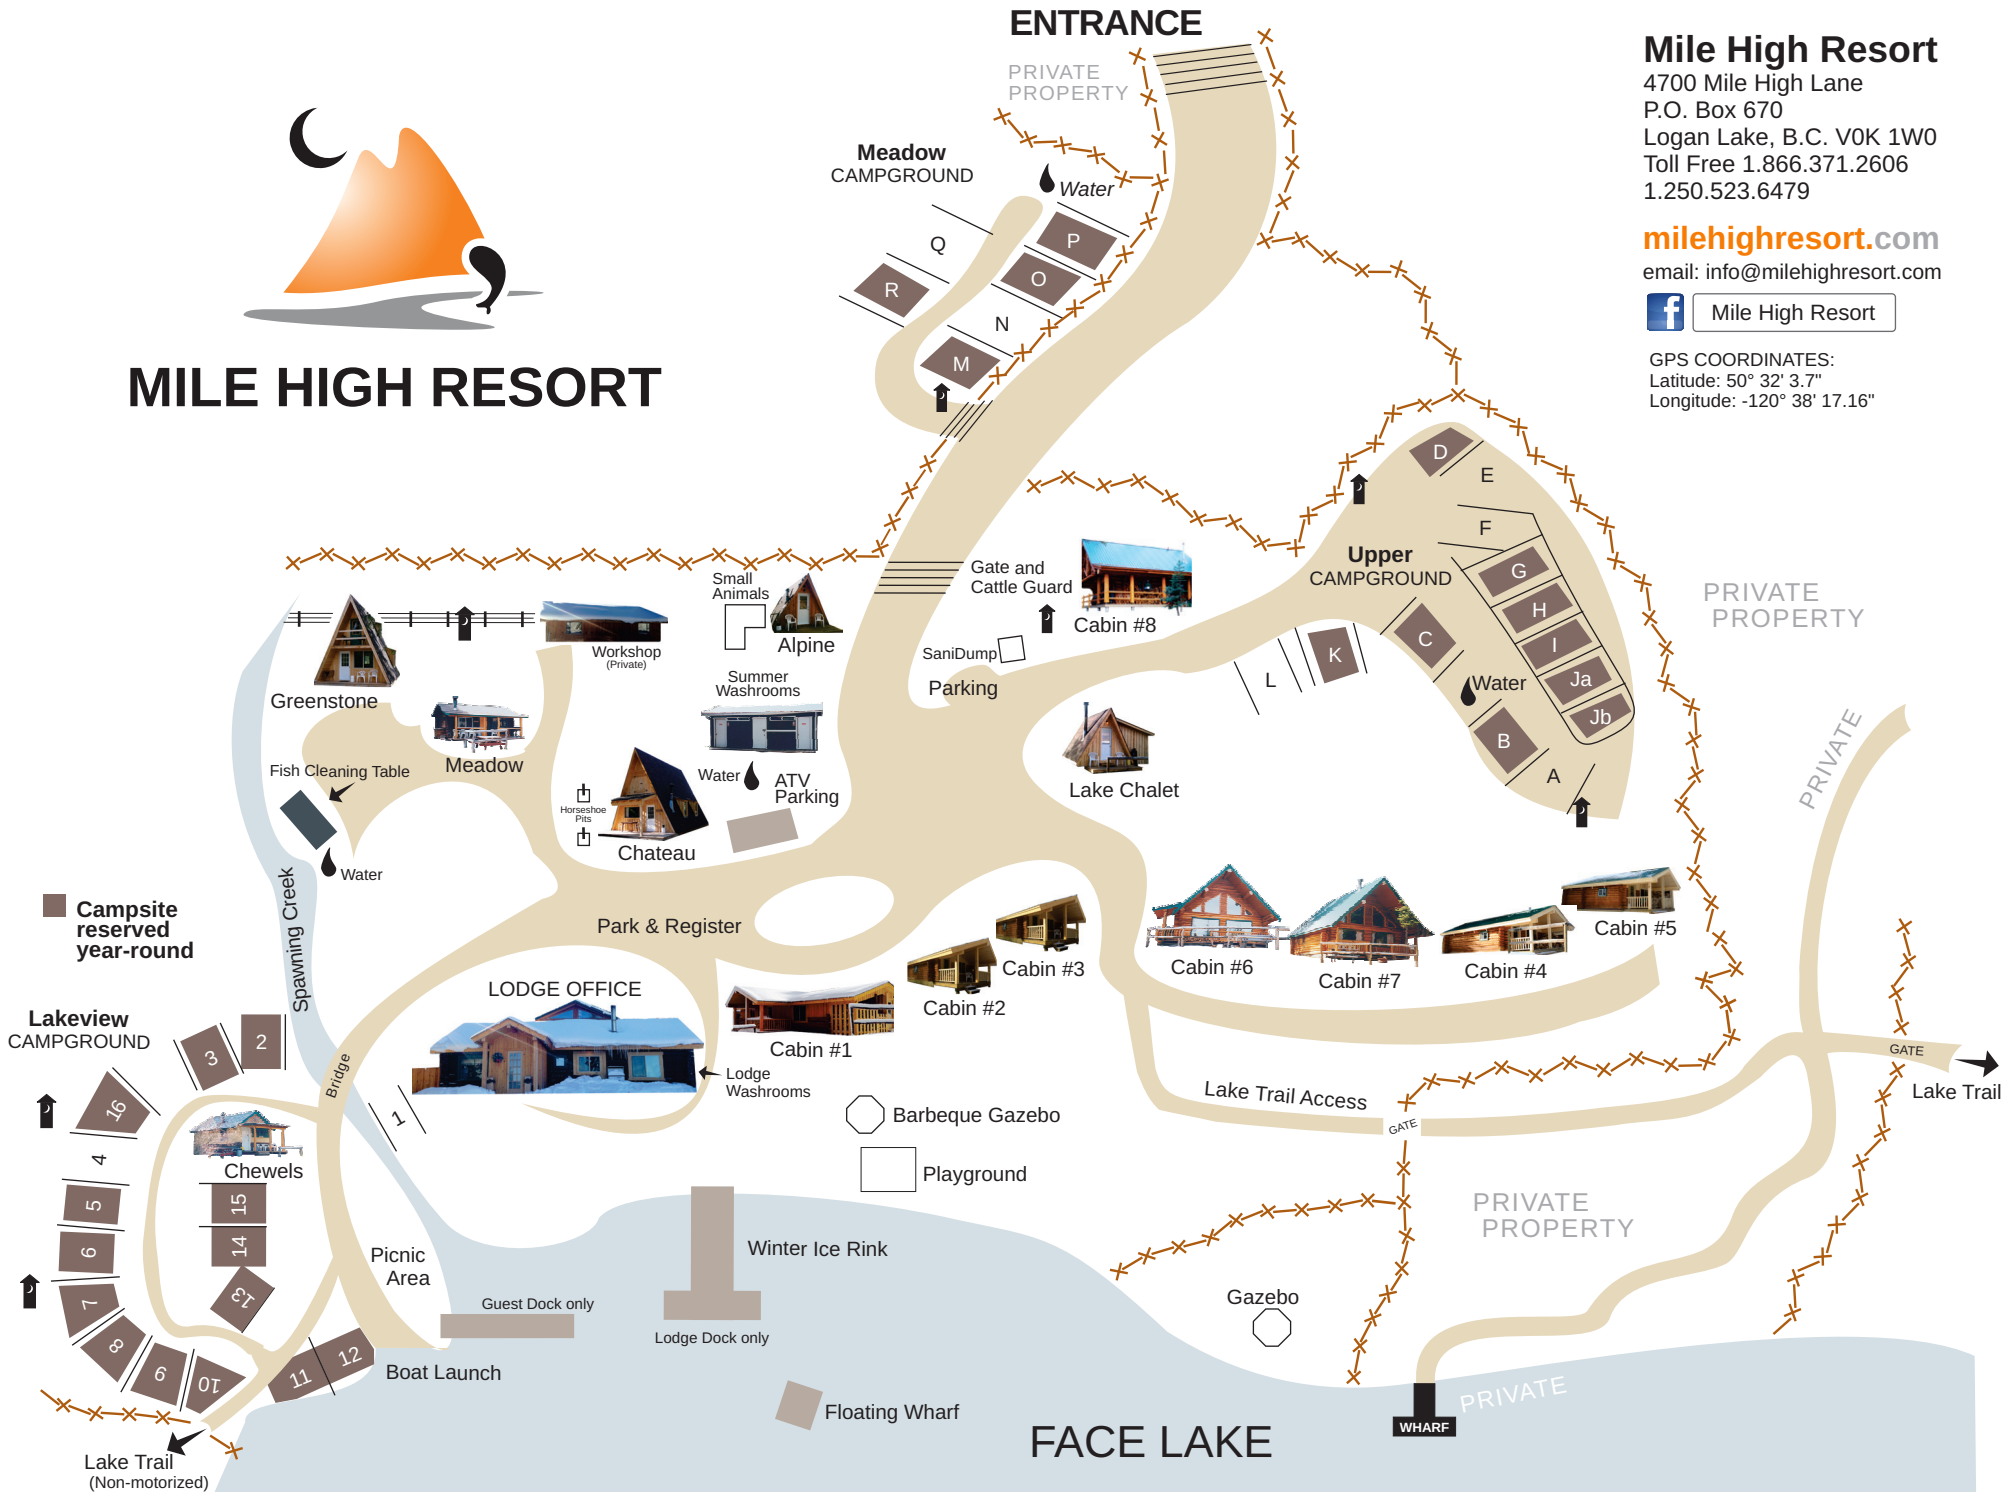 ENTRANCE
PRIVATE
PROPERTY
Mile High Resort
4700 Mile High Lane
P.O. Box 670
Logan Lake, B.C. V0K 1W0
Toll Free 1.866.371.2606
1.250.523.6479
milehighresort.com
email: info@milehighresort.com
f
Mile High Resort
GPS COORDINATES:
Latitude: 50° 32' 3.7"
Longitude: -120° 38' 17.16"
MILE HIGH RESORT
Meadow
CAMPGROUND
Water
P
Q
O
R
N
M
D
E
F
Upper
CAMPGROUND
G
H
I
Ja
Jb
C
K
L
Water
B
A
PRIVATE
PROPERTY
PRIVATE
Gate and
Cattle Guard
Cabin #8
SaniDump
Parking
Small
Animals
Alpine
Workshop
(Private)
Summer
Washrooms
Greenstone
Meadow
Fish Cleaning Table
Water
Horseshoe
Pits
Chateau
Water
ATV
Parking
Lake Chalet
Campsite
reserved
year-round
Spawning Creek
Park & Register
LODGE OFFICE
Cabin #1
Cabin #2
Cabin #3
Cabin #6
Cabin #7
Cabin #4
Cabin #5
Lakeview
CAMPGROUND
3
2
16
4
5
6
7
8
9
10
11
12
13
14
15
1
Bridge
Chewels
Lodge
Washrooms
Barbeque Gazebo
Playground
Lake Trail Access
GATE
GATE
Lake Trail
PRIVATE
PROPERTY
Picnic
Area
Guest Dock only
Winter Ice Rink
Lodge Dock only
Boat Launch
Floating Wharf
Gazebo
FACE LAKE
PRIVATE
WHARF
Lake Trail
(Non-motorized)